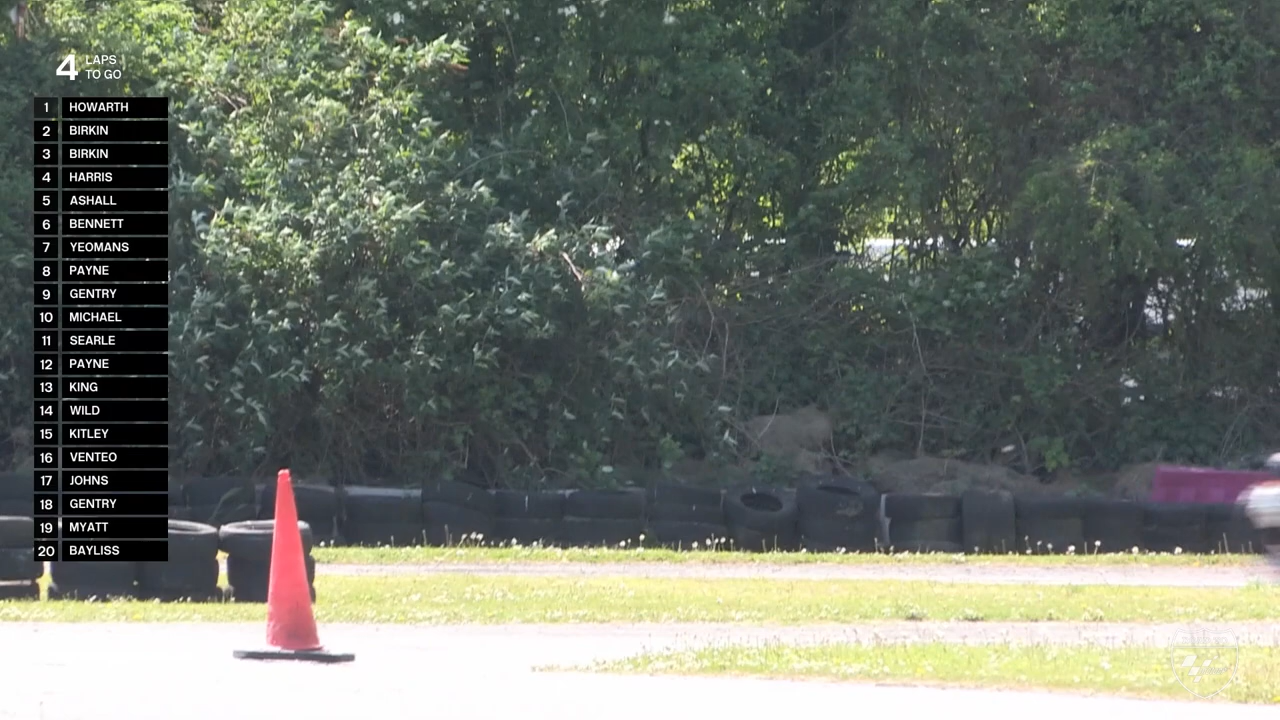 4 LAPS
TO GO
1 HOWARTH
2 BIRKIN
3 BIRKIN
4 HARRIS
5 ASHALL
6 BENNETT
7 YEOMANS
8 PAYNE
9 GENTRY
10 MICHAEL
11 SEARLE
12 PAYNE
13 KING
14 WILD
15 KITLEY
16 VENTEO
17 JOHNS
18 GENTRY
19 MYATT
20 BAYLISS